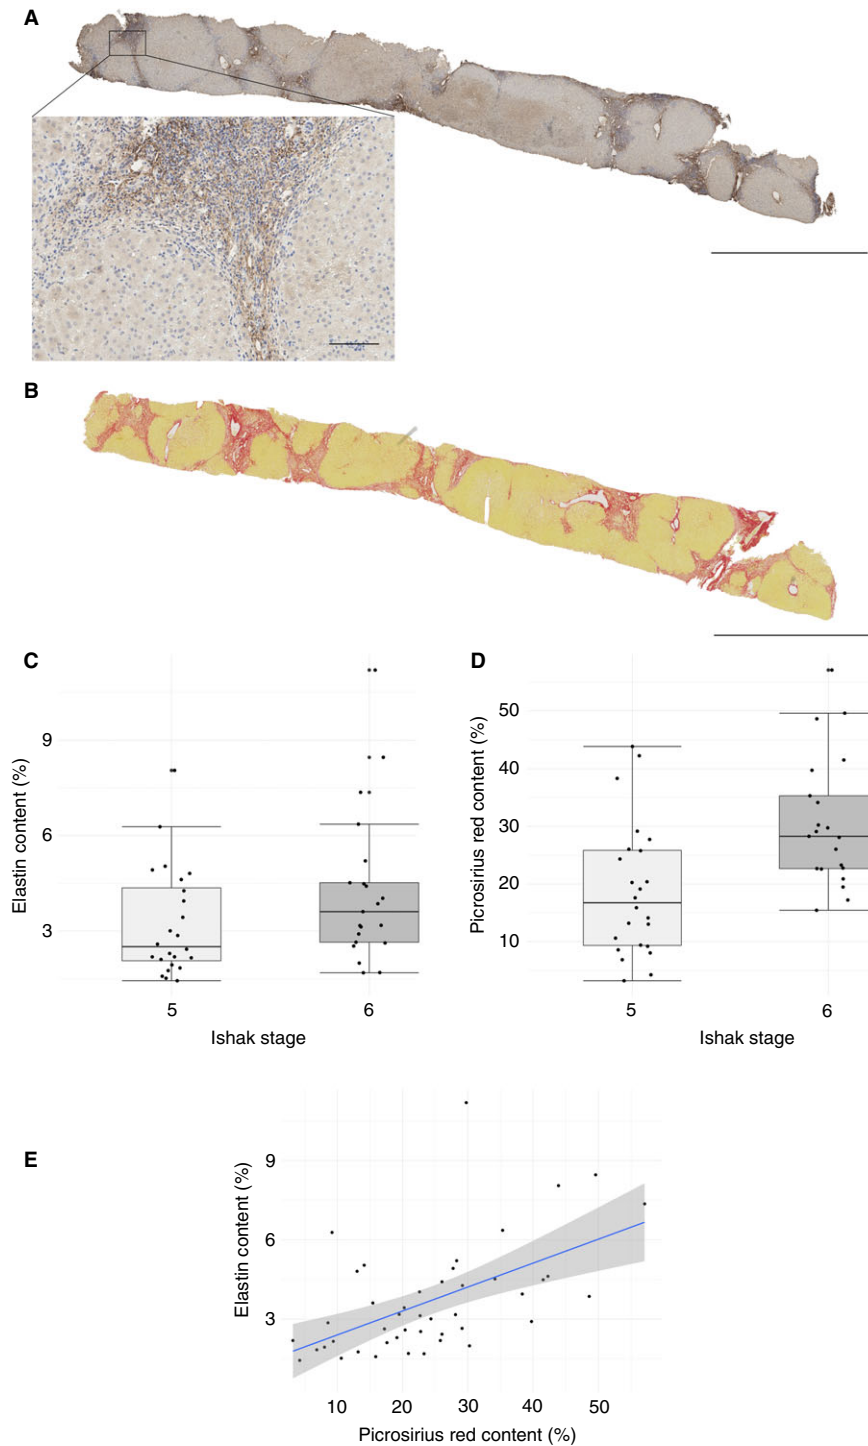 A
B
C
D
Elastin content (%)
9
6
3
5
6
Ishak stage
Picrosirius red content (%)
50
40
30
20
10
5
6
Ishak stage
E
Elastin content (%)
9
6
3
10
20
30
40
50
Picrosirius red content (%)